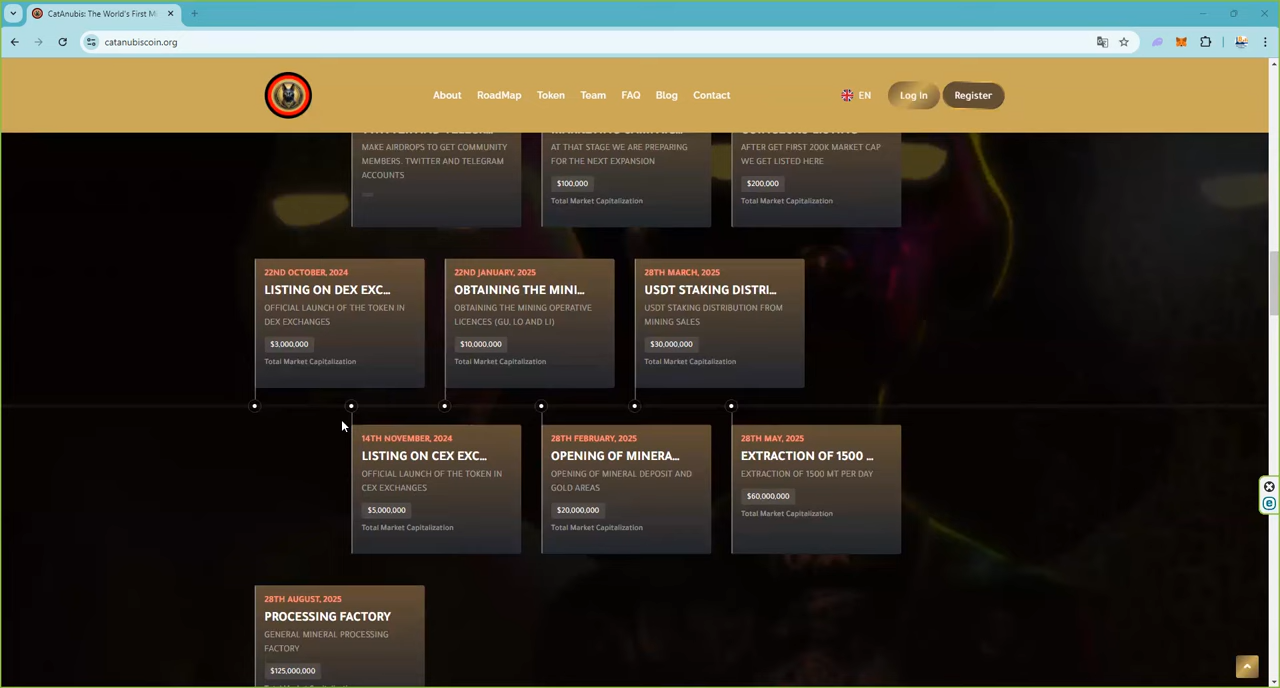 CatAnubis: The World's First M
catanubiscoin.org
About
RoadMap
Token
Team
FAQ
Blog
Contact
EN
Log In
Register
MAKE AIRDROPS TO GET COMMUNITY
MEMBERS. TWITTER AND TELEGRAM
ACCOUNTS
AT THAT STAGE WE ARE PREPARING
FOR THE NEXT EXPANSION
$100,000
Total Market Capitalization
AFTER GET FIRST 200K MARKET CAP
WE GET LISTED HERE
$200,000
Total Market Capitalization
22ND OCTOBER, 2024
LISTING ON DEX EXC...
OFFICIAL LAUNCH OF THE TOKEN IN
DEX EXCHANGES
$3,000,000
Total Market Capitalization
22ND JANUARY, 2025
OBTAINING THE MINI...
OBTAINING THE MINING OPERATIVE
LICENCES (GU, LO AND LI)
$10,000,000
Total Market Capitalization
28TH MARCH, 2025
USDT STAKING DISTRI...
USDT STAKING DISTRIBUTION FROM
MINING SALES
$30,000,000
Total Market Capitalization
14TH NOVEMBER, 2024
LISTING ON CEX EXC...
OFFICIAL LAUNCH OF THE TOKEN IN
CEX EXCHANGES
$5,000,000
Total Market Capitalization
28TH FEBRUARY, 2025
OPENING OF MINERA...
OPENING OF MINERAL DEPOSIT AND
GOLD AREAS
$20,000,000
Total Market Capitalization
28TH MAY, 2025
EXTRACTION OF 1500 ...
EXTRACTION OF 1500 MT PER DAY
$60,000,000
Total Market Capitalization
28TH AUGUST, 2025
PROCESSING FACTORY
GENERAL MINERAL PROCESSING
FACTORY
$125,000,000